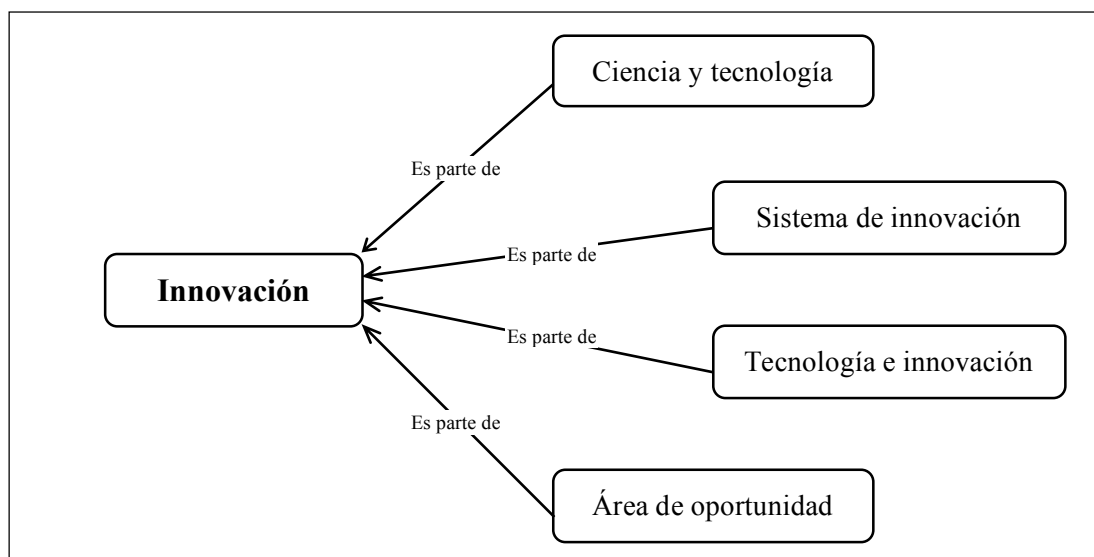 Ciencia y tecnología
Es parte de
Sistema de innovación
Es parte de
Innovación
Es parte de
Tecnología e innovación
Es parte de
Área de oportunidad